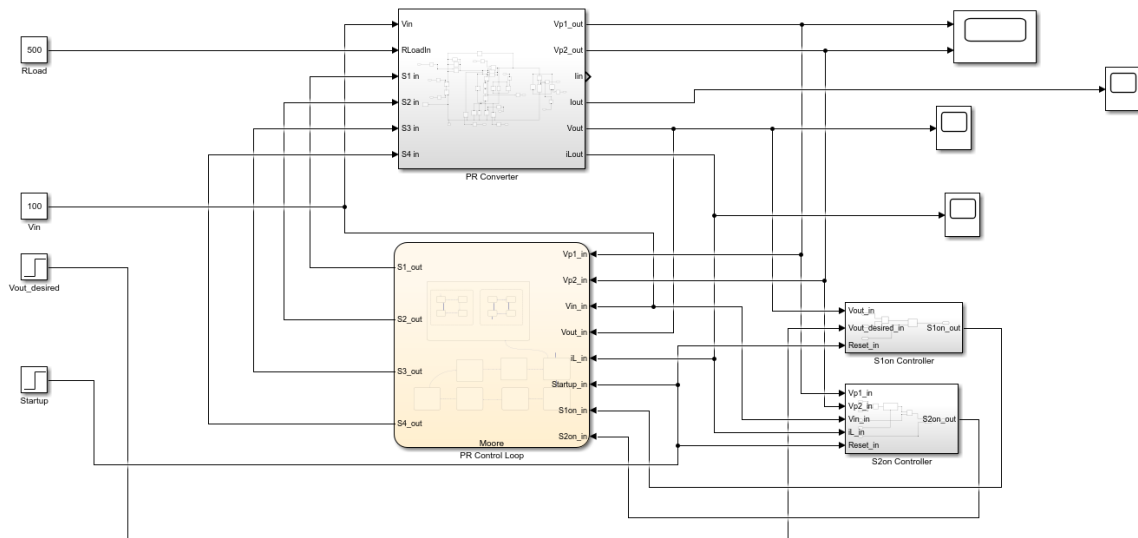 500
RLoad
100
Vin
Vout_desired
Startup
Vin
RLoadIn
S1 in
S2 in
S3 in
S4 in
Vp1_out
Vp2_out
Iin
Iout
Vout
iLout
PR Converter
S1_out
S2_out
S3_out
S4_out
Vp1_in
Vp2_in
Vin_in
Vout_in
iL_in
Startup_in
S1on_in
S2on_in
Moore
PR Control Loop
Vout_in
Vout_desired_in
Reset_in
S1on_out
S1on Controller
Vp1_in
Vp2_in
Vin_in
iL_in
Reset_in
S2on_out
S2on Controller